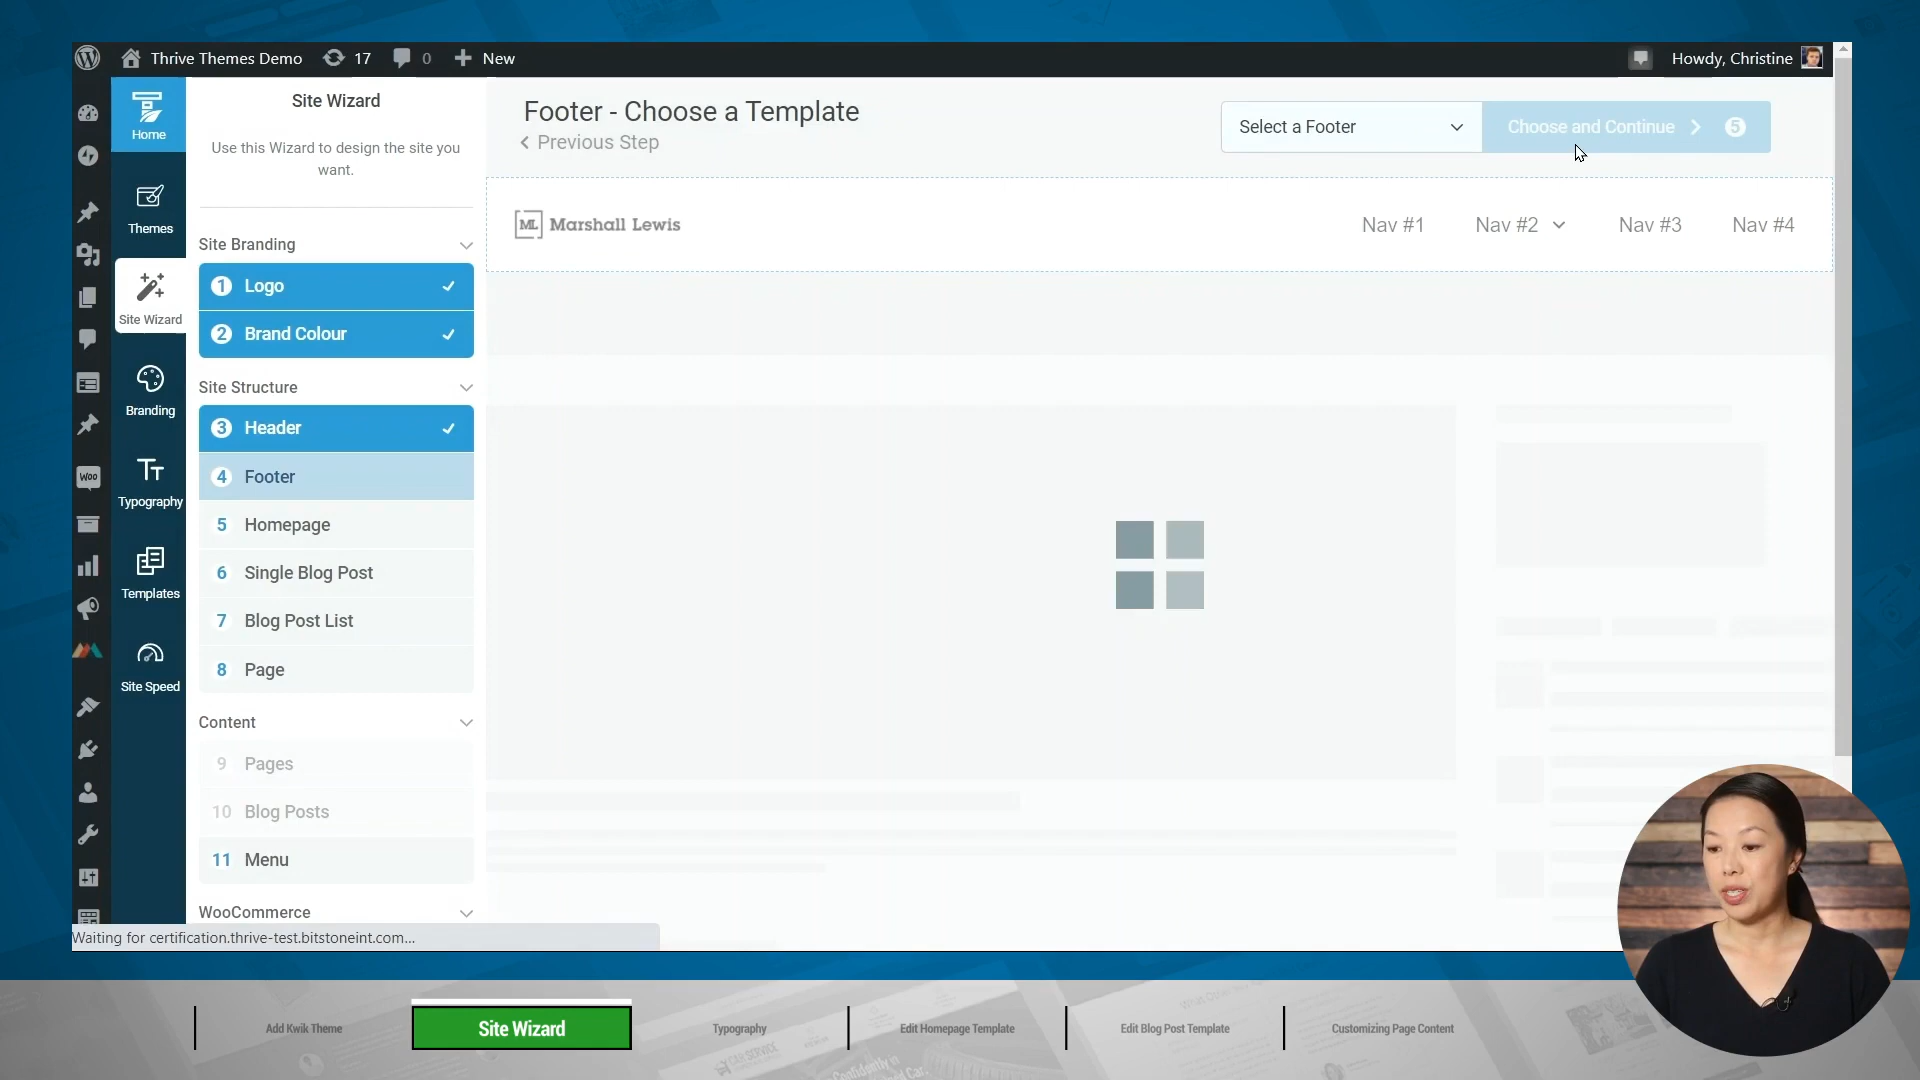 Thrive Themes Demo 17 0 New Howdy, Christine
Home
Themes
Site Wizard
Branding
Typography
Templates
Site Speed
Woo
Site Wizard
Use this Wizard to design the site you
want.
Site Branding
1 Logo
2 Brand Colour
Site Structure
3 Header
4 Footer
5 Homepage
6 Single Blog Post
7 Blog Post List
8 Page
Content
9 Pages
10 Blog Posts
11 Menu
WooCommerce
Footer - Choose a Template
Previous Step
Select a Footer
Choose and Continue 5
ML Marshall Lewis
Nav #1 Nav #2 Nav #3 Nav #4
Waiting for certification.thrive-test.bitstoneint.com...
Add Kwik Theme
Site Wizard
Typography
Edit Homepage Template
Edit Blog Post Template
Customizing Page Content